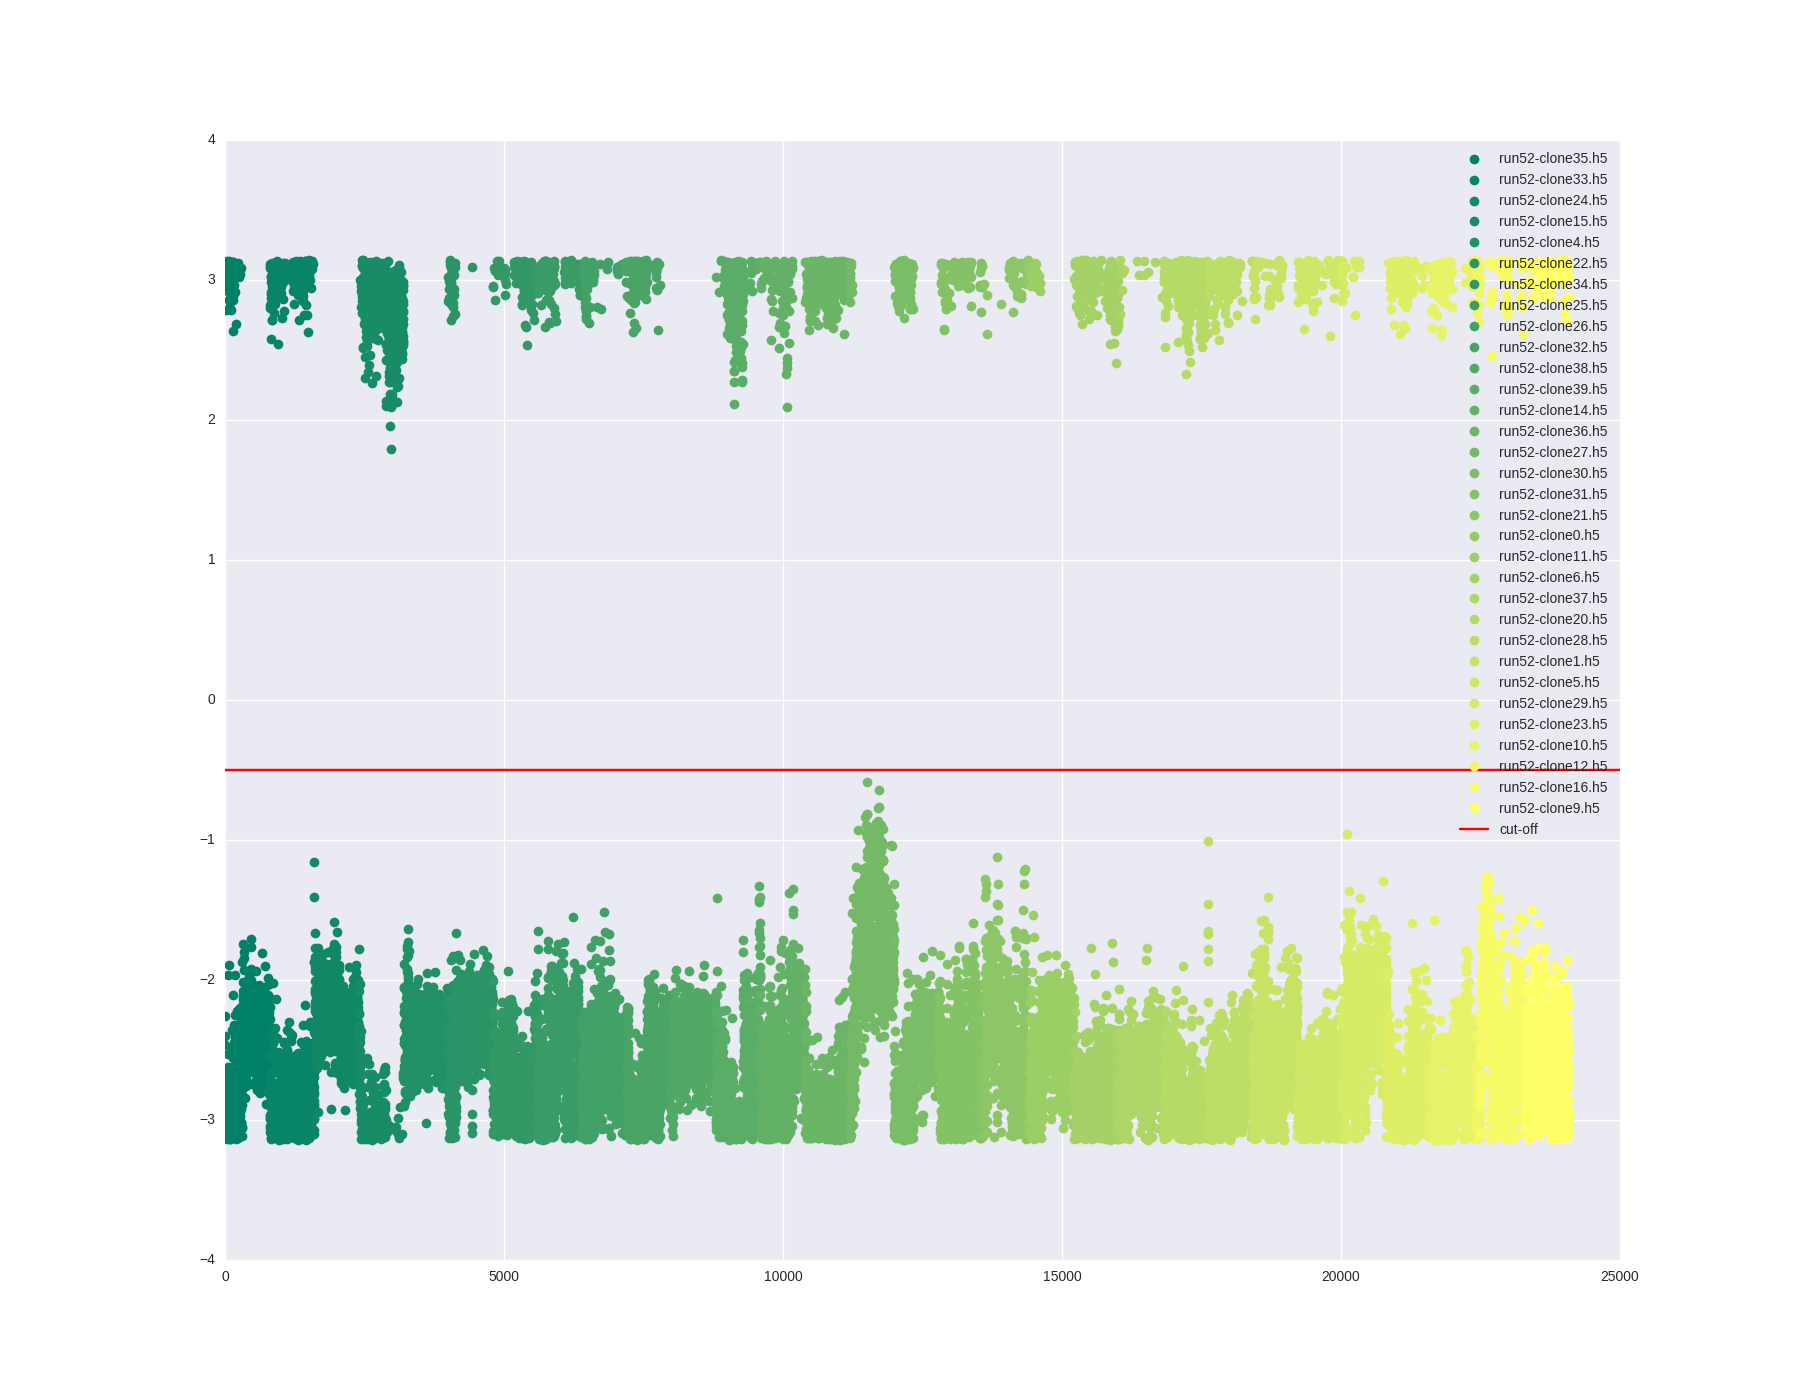 4
3
2
1
0
−1
−2
−3
−4
0 5000 10000 15000 20000 25000
run52-clone35.h5
run52-clone33.h5
run52-clone24.h5
run52-clone15.h5
run52-clone4.h5
run52-clone22.h5
run52-clone34.h5
run52-clone25.h5
run52-clone26.h5
run52-clone32.h5
run52-clone38.h5
run52-clone39.h5
run52-clone14.h5
run52-clone36.h5
run52-clone27.h5
run52-clone30.h5
run52-clone31.h5
run52-clone21.h5
run52-clone0.h5
run52-clone11.h5
run52-clone6.h5
run52-clone37.h5
run52-clone20.h5
run52-clone28.h5
run52-clone1.h5
run52-clone5.h5
run52-clone29.h5
run52-clone23.h5
run52-clone10.h5
run52-clone12.h5
run52-clone16.h5
run52-clone9.h5
cut-off